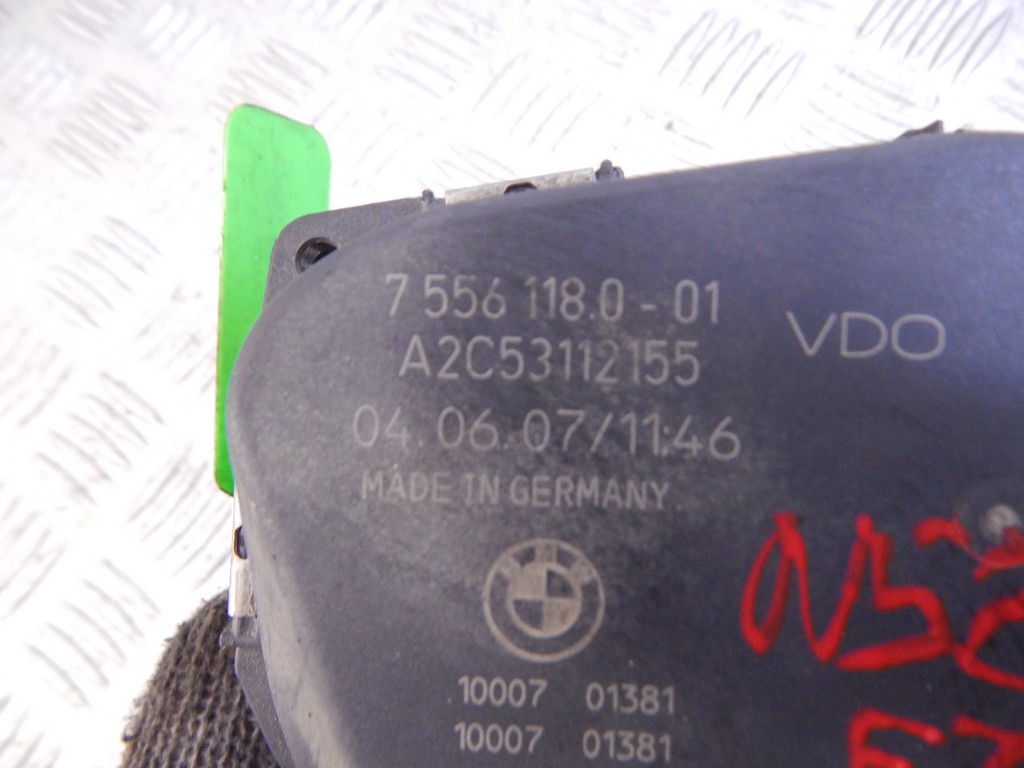 7 556 118.0 - 01
VDO
A2C53112155
04.06.07/11:46
MADE IN GERMANY
BMW
10007 01381
10007 01381